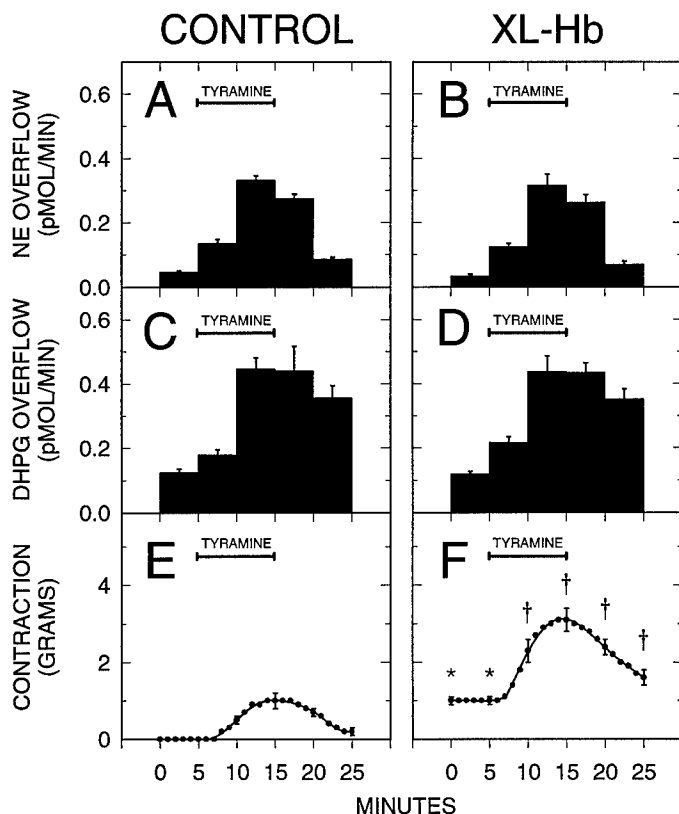 CONTROL XL-Hb
NE OVERFLOW
(pMOL/MIN)
0.6
0.4
0.2
0.0
A
TYRAMINE
B
TYRAMINE
DHPG OVERFLOW
(pMOL/MIN)
0.6
0.4
0.2
0.0
C
TYRAMINE
D
TYRAMINE
CONTRACTION
(GRAMS)
4
2
0
E
TYRAMINE
F
TYRAMINE
* * † † † †
0 5 10 15 20 25 0 5 10 15 20 25
MINUTES